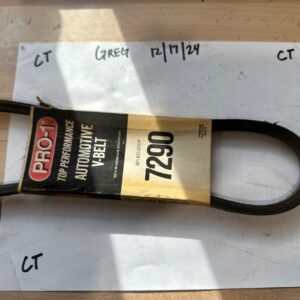 CT GREG 12/17/24 CT
PRO-1
TOP PERFORMANCE
AUTOMOTIVE
V-BELT
7290
CT